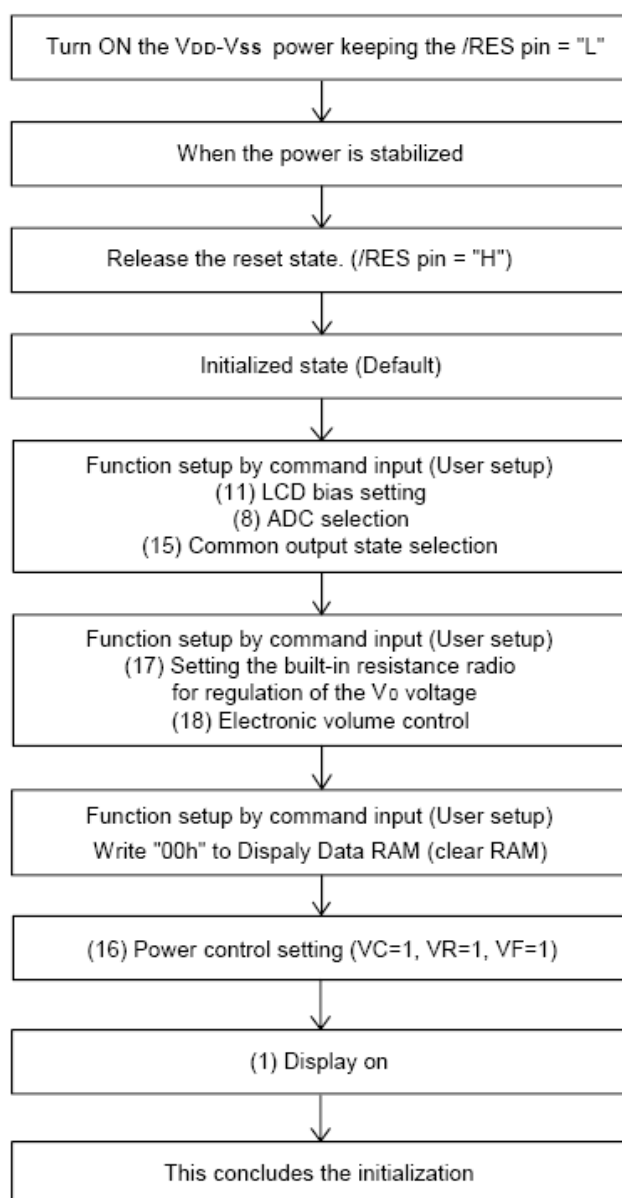 Turn ON the VDD-Vss power keeping the /RES pin = "L"
When the power is stabilized
Release the reset state. (/RES pin = "H")
Initialized state (Default)
Function setup by command input (User setup)
(11) LCD bias setting
(8) ADC selection
(15) Common output state selection
Function setup by command input (User setup)
(17) Setting the built-in resistance radio
for regulation of the V0 voltage
(18) Electronic volume control
Function setup by command input (User setup)
Write "00h" to Dispaly Data RAM (clear RAM)
(16) Power control setting (VC=1, VR=1, VF=1)
(1) Display on
This concludes the initialization